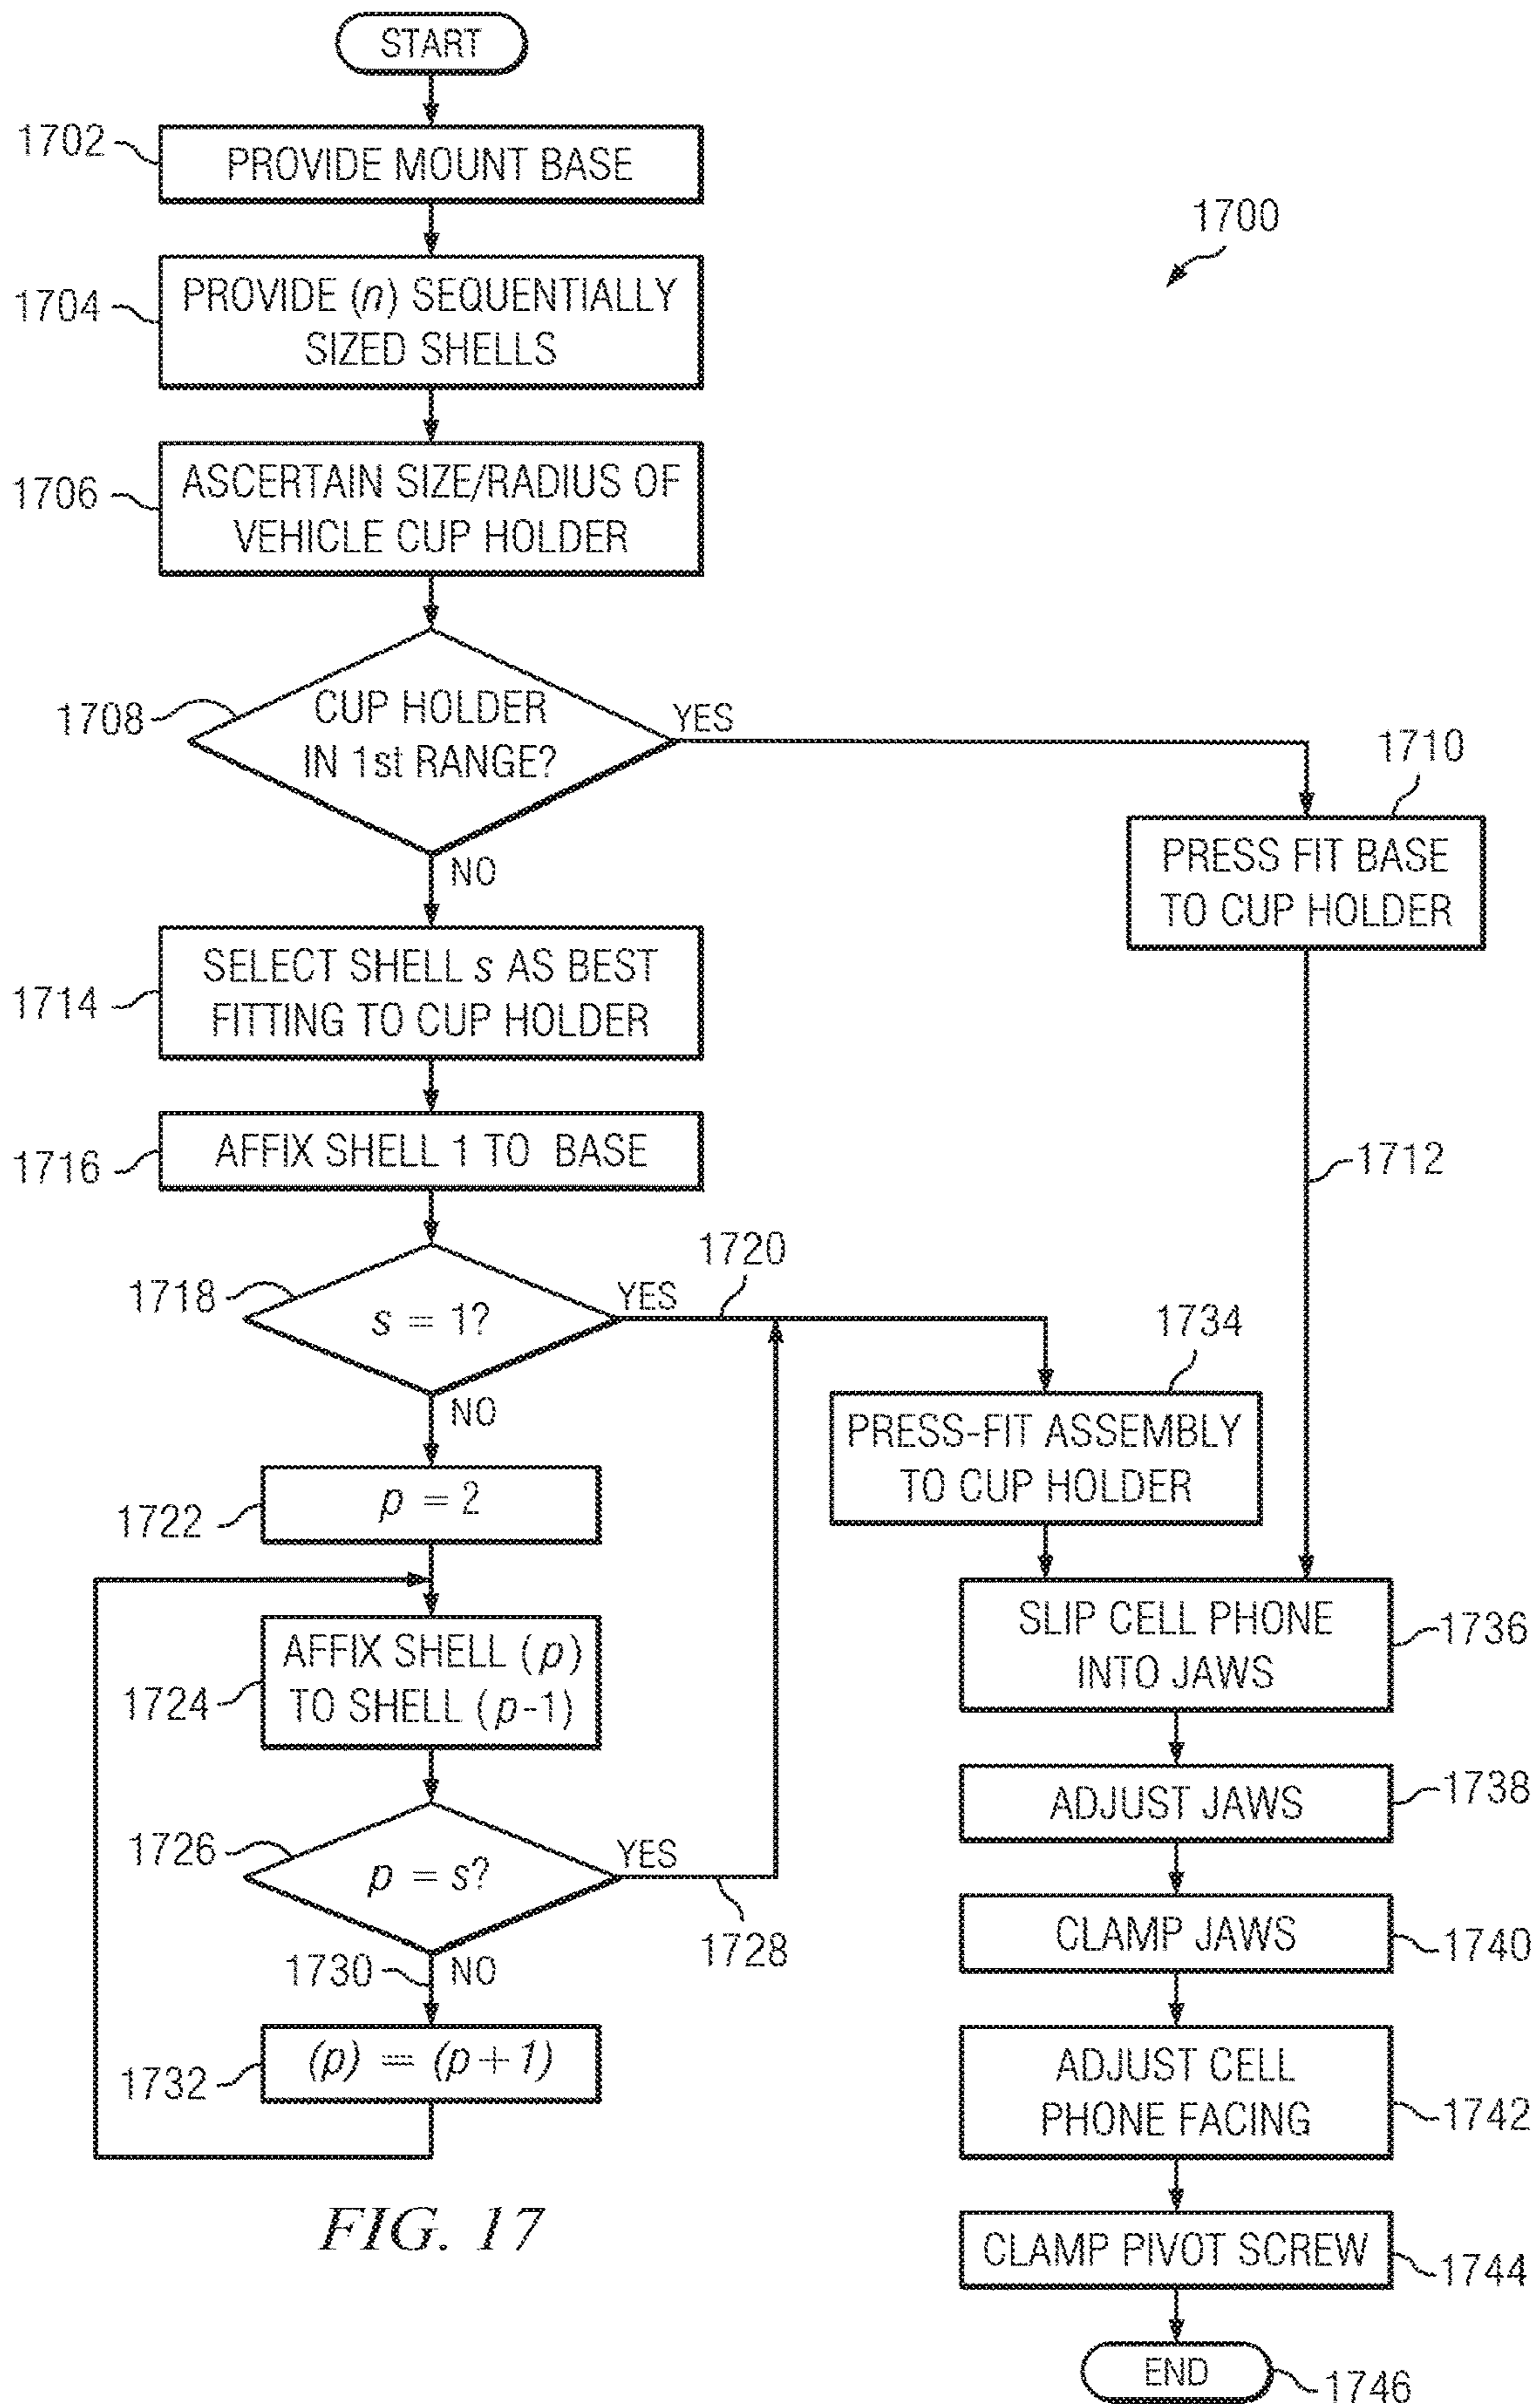 START
1702
PROVIDE MOUNT BASE
1700
1704
PROVIDE (n) SEQUENTIALLY
SIZED SHELLS
1706
ASCERTAIN SIZE/RADIUS OF
VEHICLE CUP HOLDER
1708
CUP HOLDER
IN 1st RANGE?
YES
NO
1710
PRESS FIT BASE
TO CUP HOLDER
1712
1714
SELECT SHELL s AS BEST
FITTING TO CUP HOLDER
1716
AFFIX SHELL 1 TO BASE
1718
s = 1?
YES
1720
NO
1722
p = 2
1724
AFFIX SHELL (p)
TO SHELL (p-1)
1726
p = s?
YES
1728
1730
NO
1732
(p) = (p+1)
1734
PRESS-FIT ASSEMBLY
TO CUP HOLDER
SLIP CELL PHONE
INTO JAWS
1736
ADJUST JAWS
1738
CLAMP JAWS
1740
ADJUST CELL
PHONE FACING
1742
CLAMP PIVOT SCREW
1744
END
1746
FIG. 17